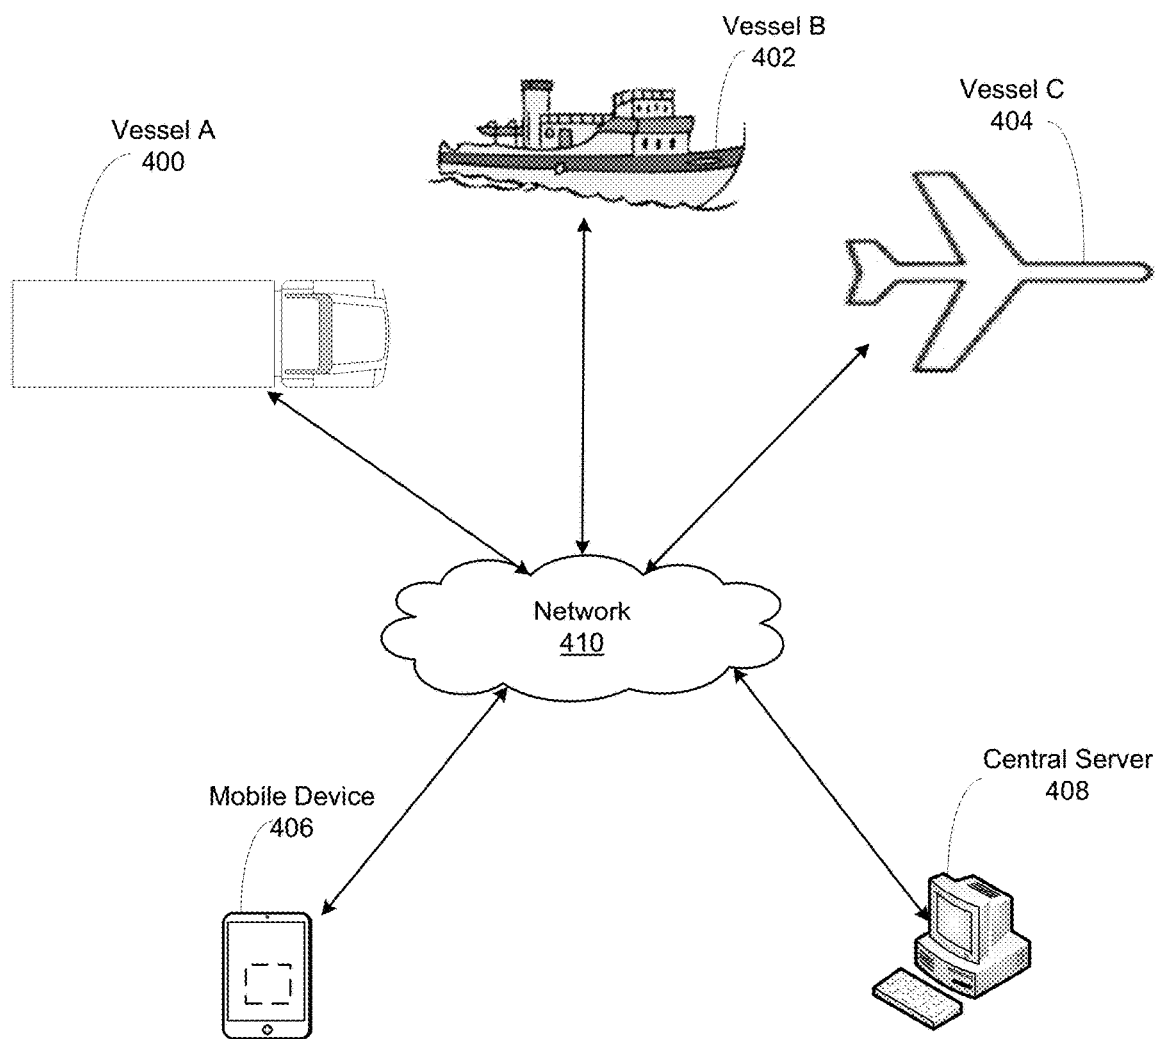 Vessel B
402
Vessel C
404
Vessel A
400
Network
410
Central Server
408
Mobile Device
406